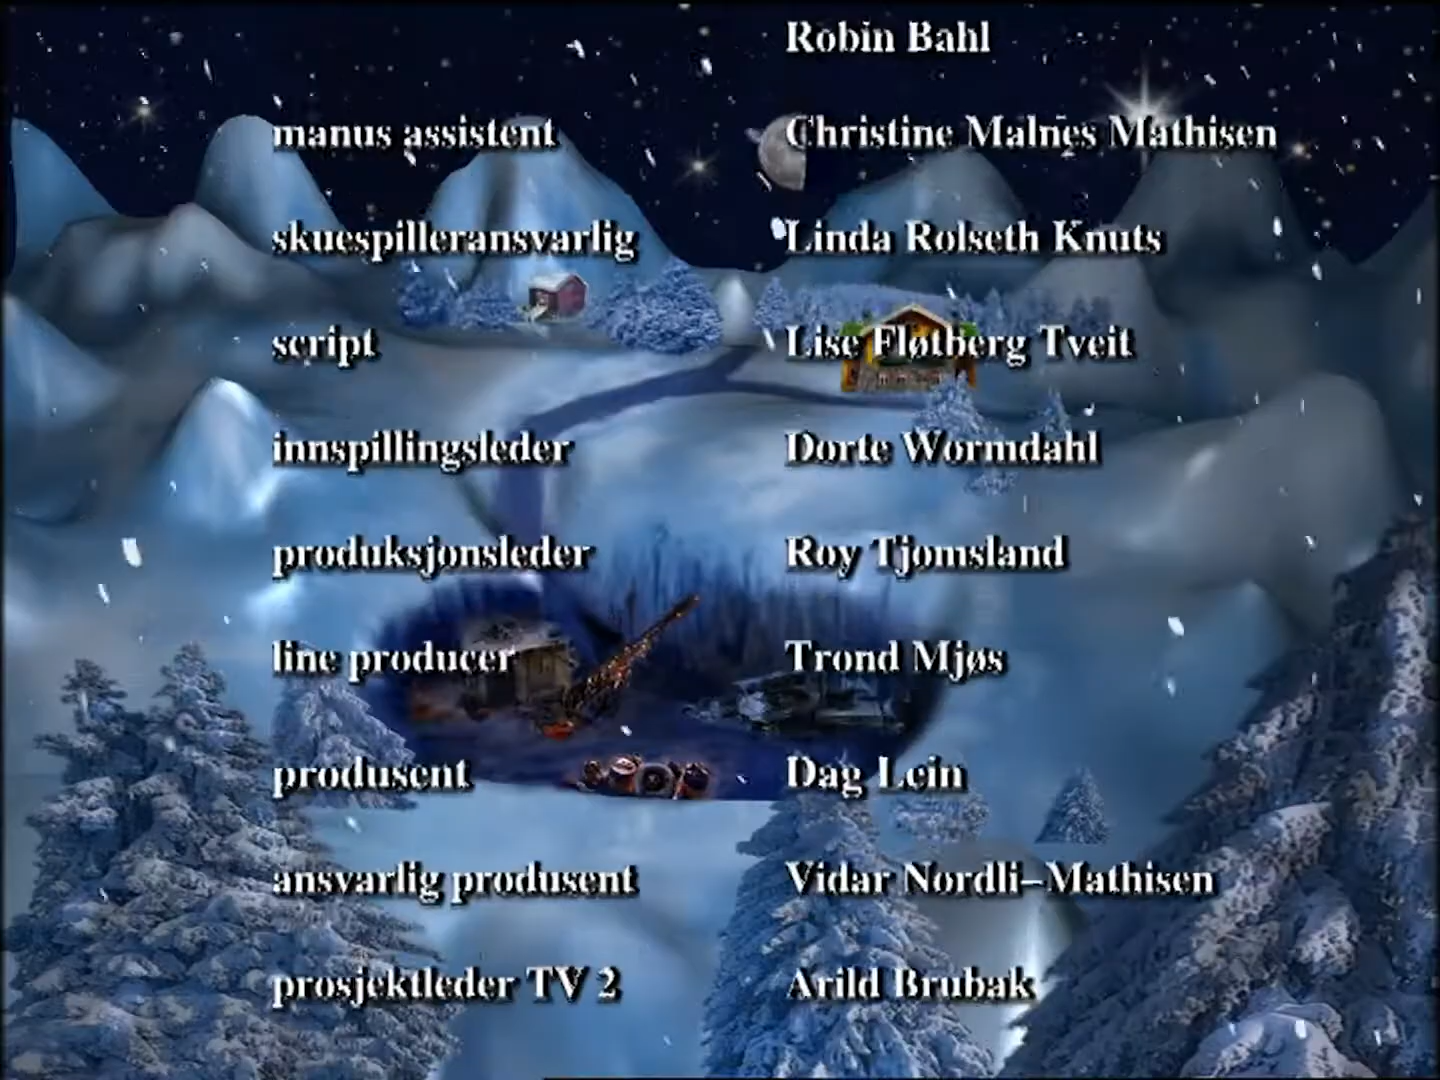 Robin Bahl
manus assistent Christine Malnes Mathisen
skuespilleransvarlig Linda Rolseth Knuts
script Lise Fløtberg Tveit
innspillingsleder Dorte Wormdahl
produksjonsleder Roy Tjomsland
line producer Trond Mjøs
produsent Dag Lein
ansvarlig produsent Vidar Nordli-Mathisen
prosjektleder TV 2 Arild Brubak